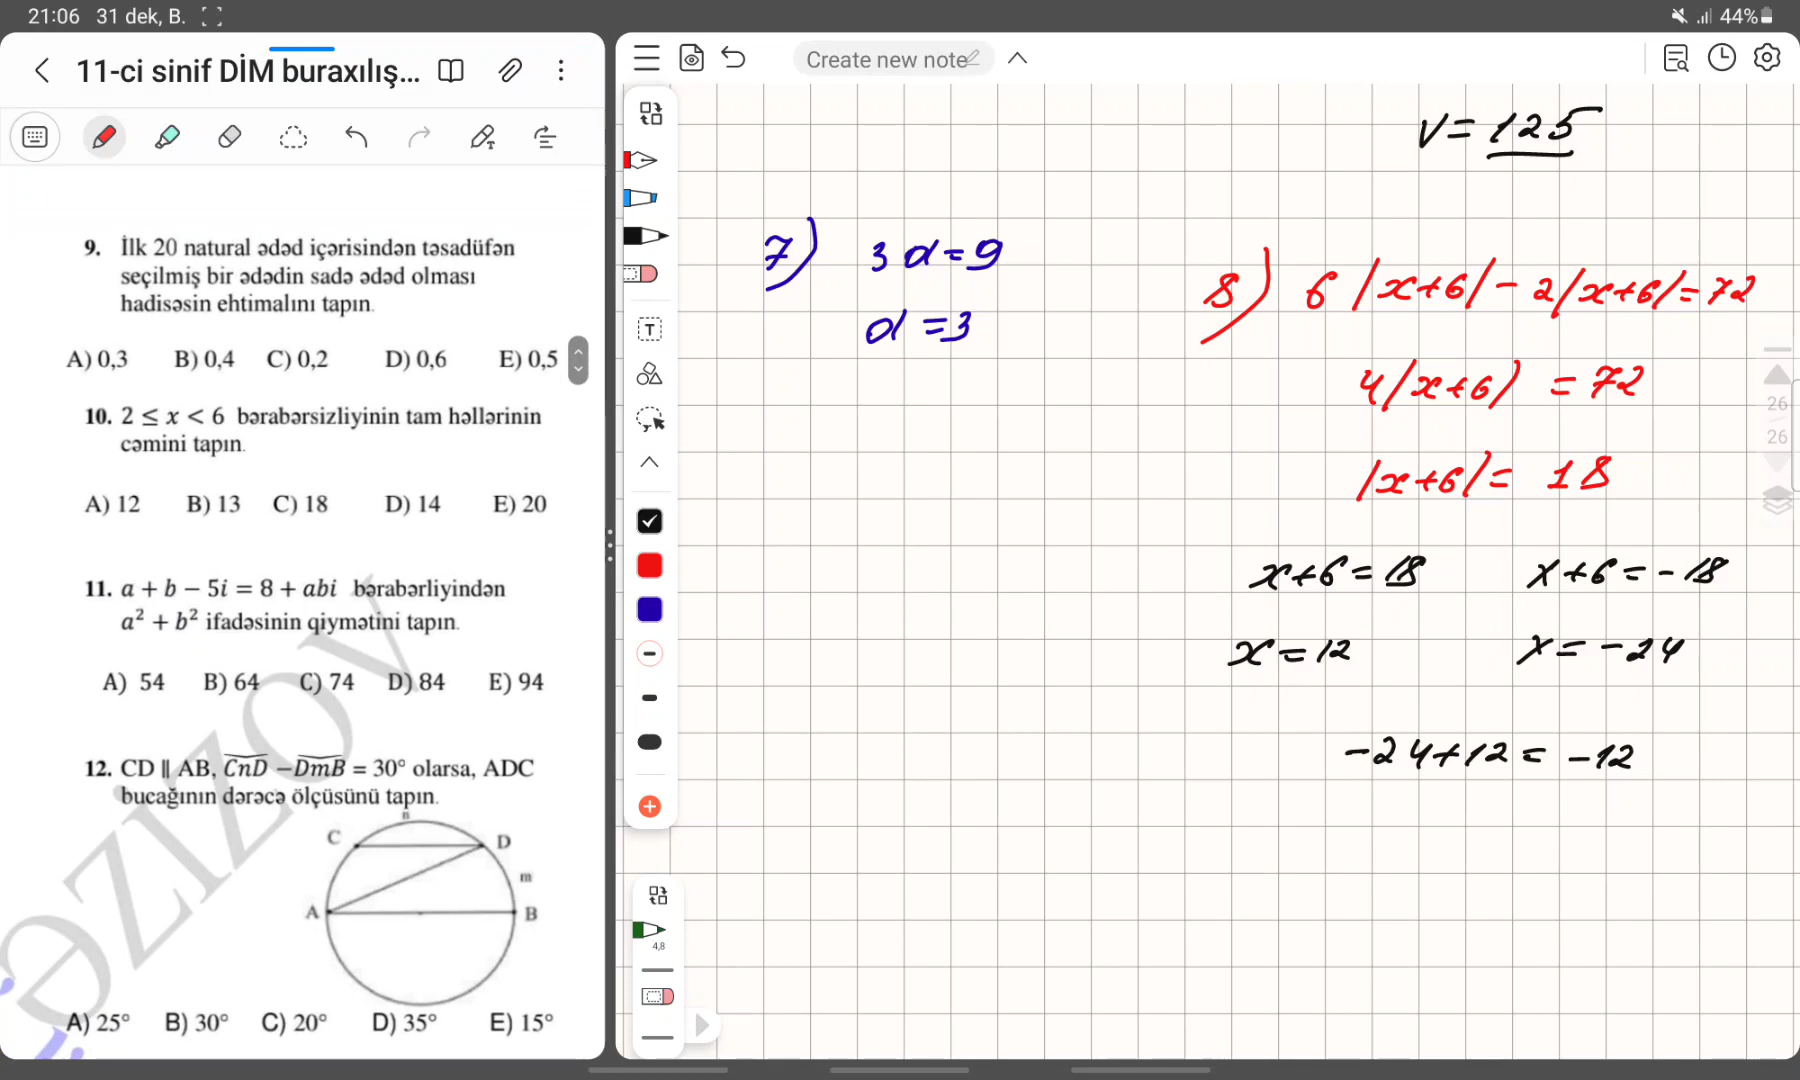 21:06 31 dek, B.
44%
11-ci sinif DİM buraxılış...
9. İlk 20 natural ədəd içərisindən təsadüfən
seçilmiş bir ədədin sadə ədəd olması
hadisəsin ehtimalını tapın.
A) 0,3 B) 0,4 C) 0,2 D) 0,6 E) 0,5
10. 2 ≤ x < 6 bərabərsizliyinin tam həllərinin
cəmini tapın.
A) 12 B) 13 C) 18 D) 14 E) 20
11. a + b − 5i = 8 + abi bərabərliyindən
a² + b² ifadəsinin qiymətini tapın.
A) 54 B) 64 C) 74 D) 84 E) 94
12. CD ∥ AB, CnD − DmB = 30° olarsa, ADC
bucağının dərəcə ölçüsünü tapın.
n
C D
m
A B
A) 25° B) 30° C) 20° D) 35° E) 15°
ƏZIZOV
Create new note
T
4,8
26
26
V = 125
7) 3d=9
d=3
8) 6|x+6|-2|x+6|=72
4|x+6|=72
|x+6|=18
x+6=18 x+6=-18
x=12 x=-24
-24+12=-12